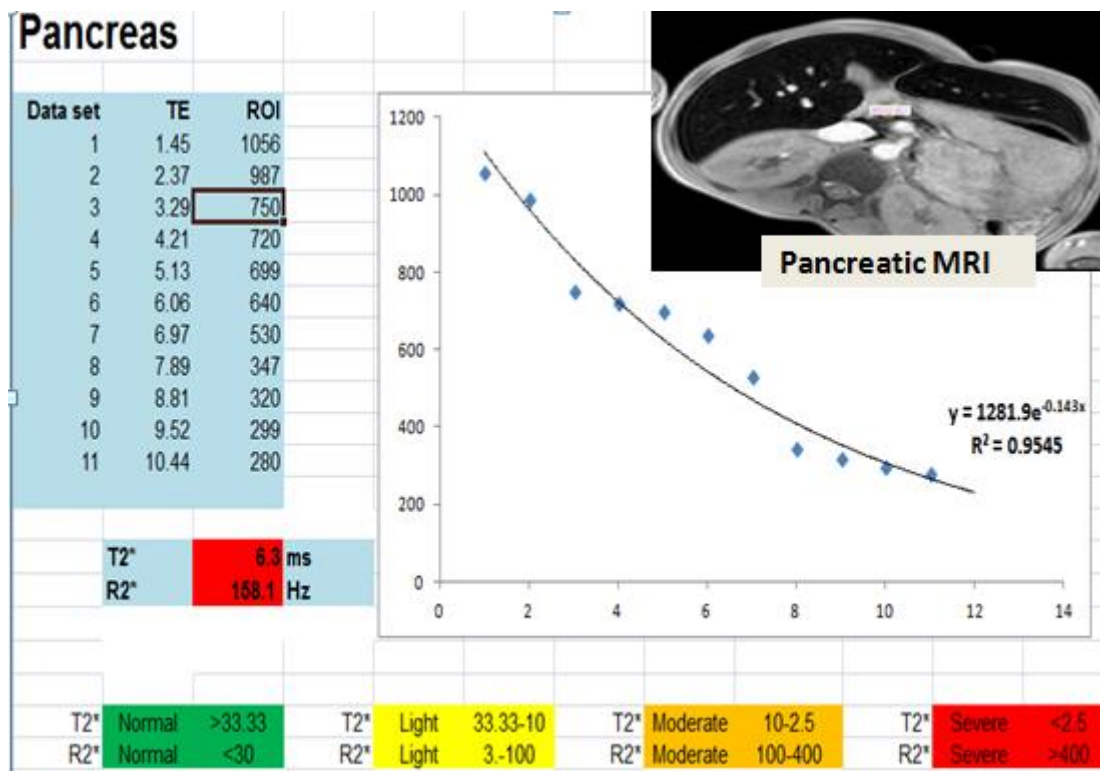 Pancreas
Data set TE ROI
1 1.45 1056
2 2.37 987
3 3.29 750
4 4.21 720
5 5.13 699
6 6.06 640
7 6.97 530
8 7.89 347
9 8.81 320
10 9.52 299
11 10.44 280
T2* 6.3 ms
R2* 158.1 Hz
Pancreatic MRI
1200
1000
800
600
400
200
0
0 2 4 6 8 10 12 14
y = 1281.9e^-0.143x
R² = 0.9545
T2* Normal >33.33 T2* Light 33.33-10 T2* Moderate 10-2.5 T2* Severe <2.5
R2* Normal <30 R2* Light 3.-100 R2* Moderate 100-400 R2* Severe >400